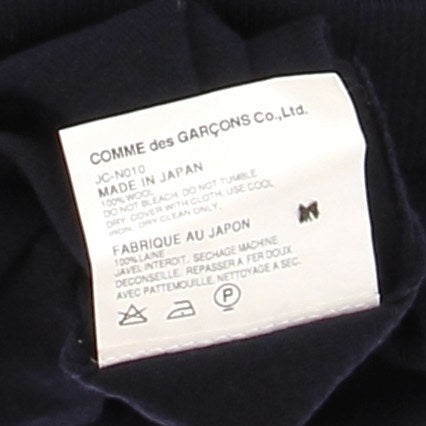 COMME des GARÇONS Co.,Ltd.
JC-N010
MADE IN JAPAN
100% WOOL
DO NOT BLEACH. DO NOT TUMBLE
DRY. COVER WITH CLOTH, USE COOL
IRON. DRY CLEAN ONLY.
FABRIQUE AU JAPON
100% LAINE
JAVEL INTERDIT. SECHAGE MACHINE
DECONSEILLE. REPASSER A FER DOUX
AVEC PATTEMOUILLE. NETTOYAGE A SEC.
P
M